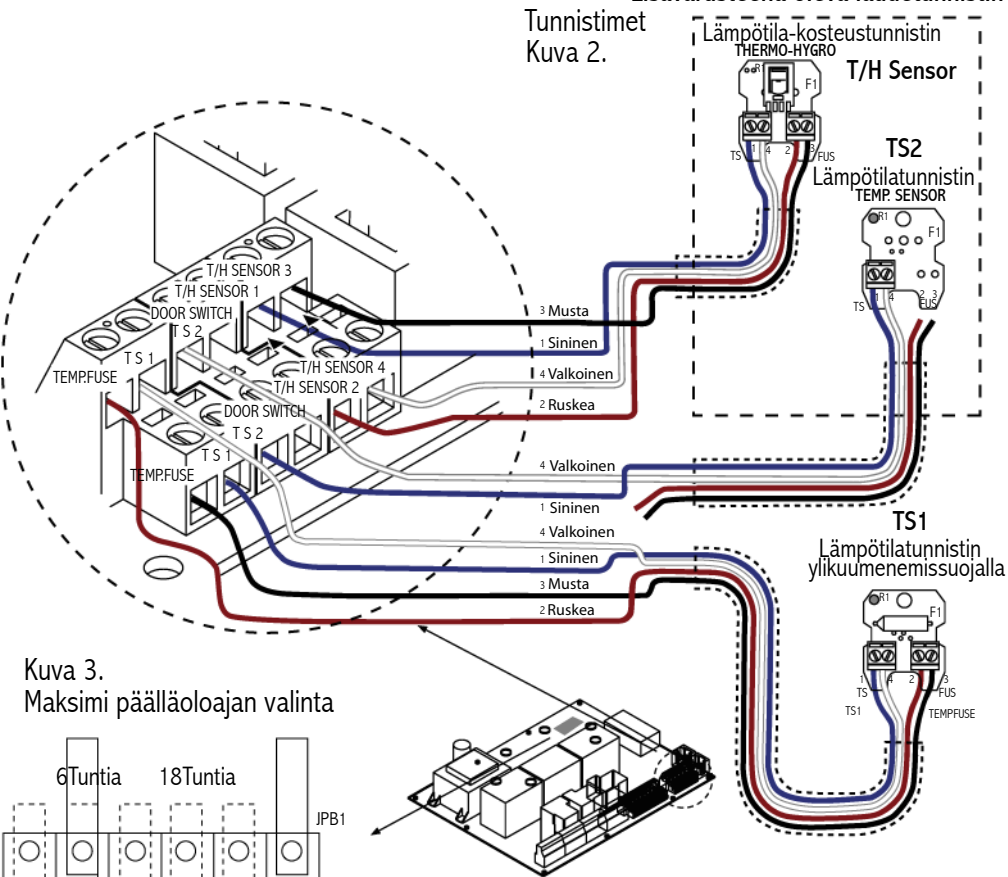 Tunnistimet
Kuva 2.
Lämpötila-kosteustunnistin
THERMO-HYGRO
T/H Sensor
R1
F1
TS 1 4 2 3 FUS
TS2
Lämpötilatunnistin
TEMP. SENSOR
R1
F1
TS 1 4 2 3 FUS
T/H SENSOR 3
T/H SENSOR 1
DOOR SWITCH
T S 2
T S 1
TEMP.FUSE
T/H SENSOR 4
T/H SENSOR 2
DOOR SWITCH
T S 2
T S 1
TEMP.FUSE
3 Musta
1 Sininen
4 Valkoinen
2 Ruskea
4 Valkoinen
1 Sininen
4 Valkoinen
1 Sininen
3 Musta
2 Ruskea
TS1
Lämpötilatunnistin
ylikuumenemissuojalla
R1
F1
1 4 2 3
TS FUS
TS1 TEMPFUSE
Kuva 3.
Maksimi päälläoloajan valinta
6Tuntia 18Tuntia
JPB1